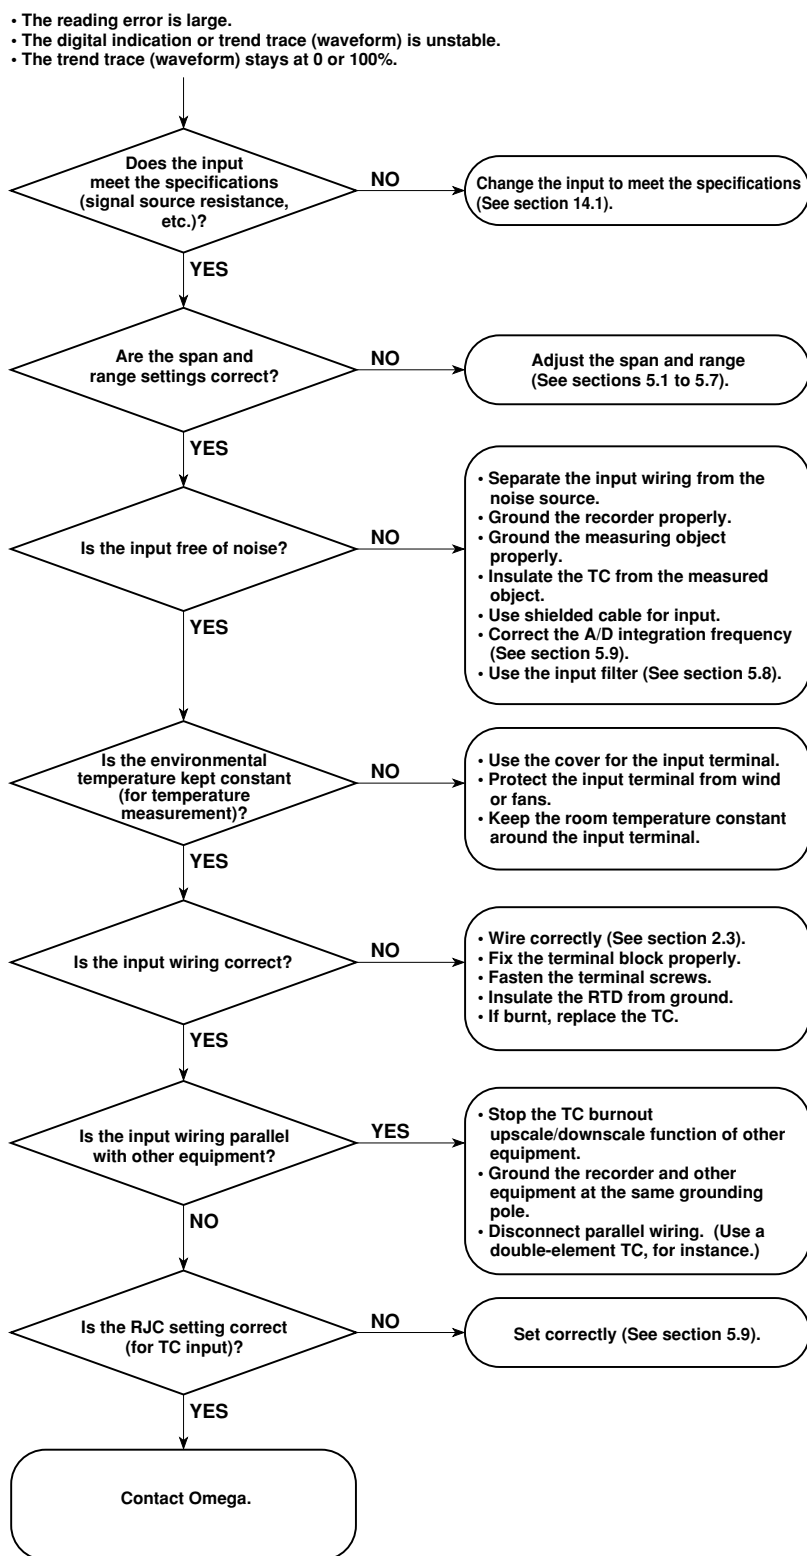 • The reading error is large.
• The digital indication or trend trace (waveform) is unstable.
• The trend trace (waveform) stays at 0 or 100%.
Does the input
meet the specifications
(signal source resistance,
etc.)?
NO
Change the input to meet the specifications
(See section 14.1).
YES
Are the span and
range settings correct?
NO
Adjust the span and range
(See sections 5.1 to 5.7).
YES
Is the input free of noise?
NO
• Separate the input wiring from the
noise source.
• Ground the recorder properly.
• Ground the measuring object
properly.
• Insulate the TC from the measured
object.
• Use shielded cable for input.
• Correct the A/D integration frequency
(See section 5.9).
• Use the input filter (See section 5.8).
YES
Is the environmental
temperature kept constant
(for temperature
measurement)?
NO
• Use the cover for the input terminal.
• Protect the input terminal from wind
or fans.
• Keep the room temperature constant
around the input terminal.
YES
Is the input wiring correct?
NO
• Wire correctly (See section 2.3).
• Fix the terminal block properly.
• Fasten the terminal screws.
• Insulate the RTD from ground.
• If burnt, replace the TC.
YES
Is the input wiring parallel
with other equipment?
YES
• Stop the TC burnout
upscale/downscale function of other
equipment.
• Ground the recorder and other
equipment at the same grounding
pole.
• Disconnect parallel wiring. (Use a
double-element TC, for instance.)
NO
Is the RJC setting correct
(for TC input)?
NO
Set correctly (See section 5.9).
YES
Contact Omega.